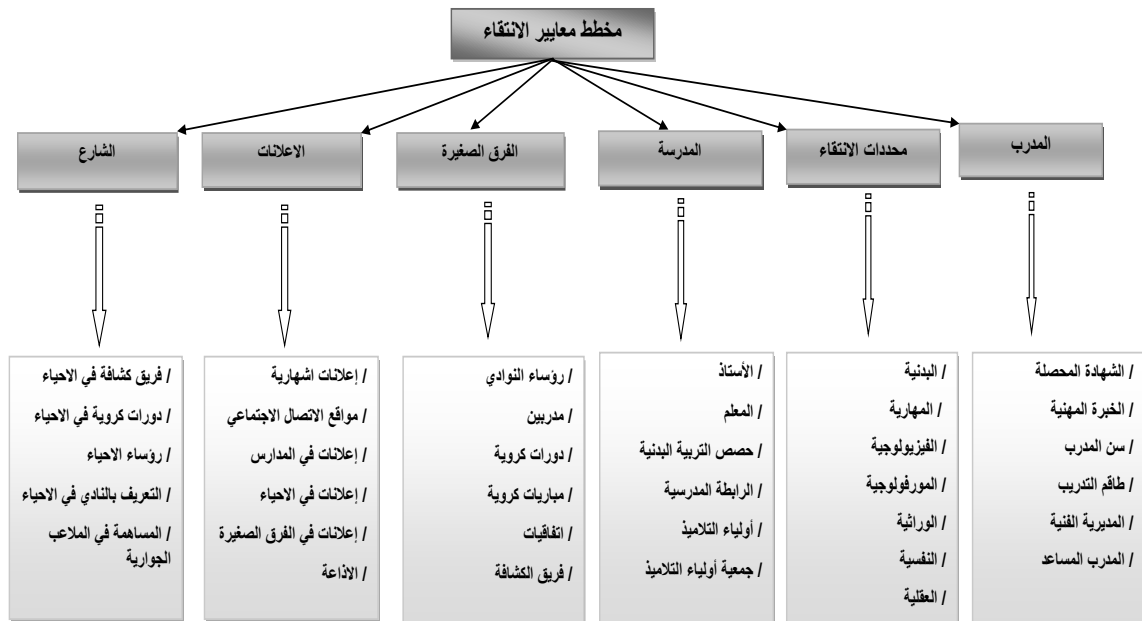 مخطط معايير الانتقاء
المدرب
محددات الانتقاء
المدرسة
الفرق الصغيرة
الاعلانات
الشارع
/ الشهادة المحصلة
/ الخبرة المهنية
/ سن المدرب
/ طاقم التدريب
/ المديرية الفنية
/ المدرب المساعد
/ البدنية
/ المهارية
/ الفيزيولوجية
/ المورفولوجية
/ الوراثية
/ النفسية
/ العقلية
/ الأستاذ
/ المعلم
/ حصص التربية البدنية
/ الرابطة المدرسية
/ أولياء التلاميذ
/ جمعية أولياء التلاميذ
/ رؤساء النوادي
/ مدربين
/ دورات كروية
/ مباريات كروية
/ اتفاقيات
/ فريق الكشافة
/ إعلانات اشهارية
/ مواقع الاتصال الاجتماعي
/ إعلانات في المدارس
/ إعلانات في الاحياء
/ إعلانات في الفرق الصغيرة
/ الاذاعة
/ فريق كشافة في الاحياء
/ دورات كروية في الاحياء
/ رؤساء الاحياء
/ التعريف بالنادي في الاحياء
/ المساهمة في الملاعب
الجوارية